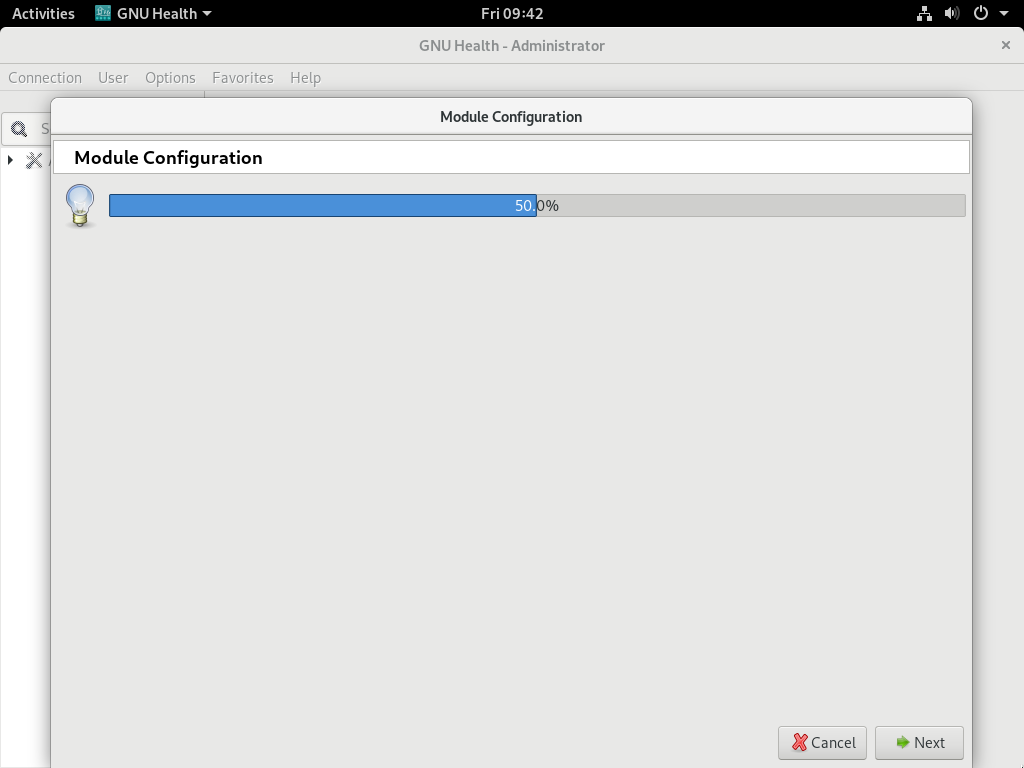 Activities GNU Health Fri 09:42
GNU Health - Administrator
Connection User Options Favorites Help
Module Configuration
S
Module Configuration
50.0%
Cancel Next